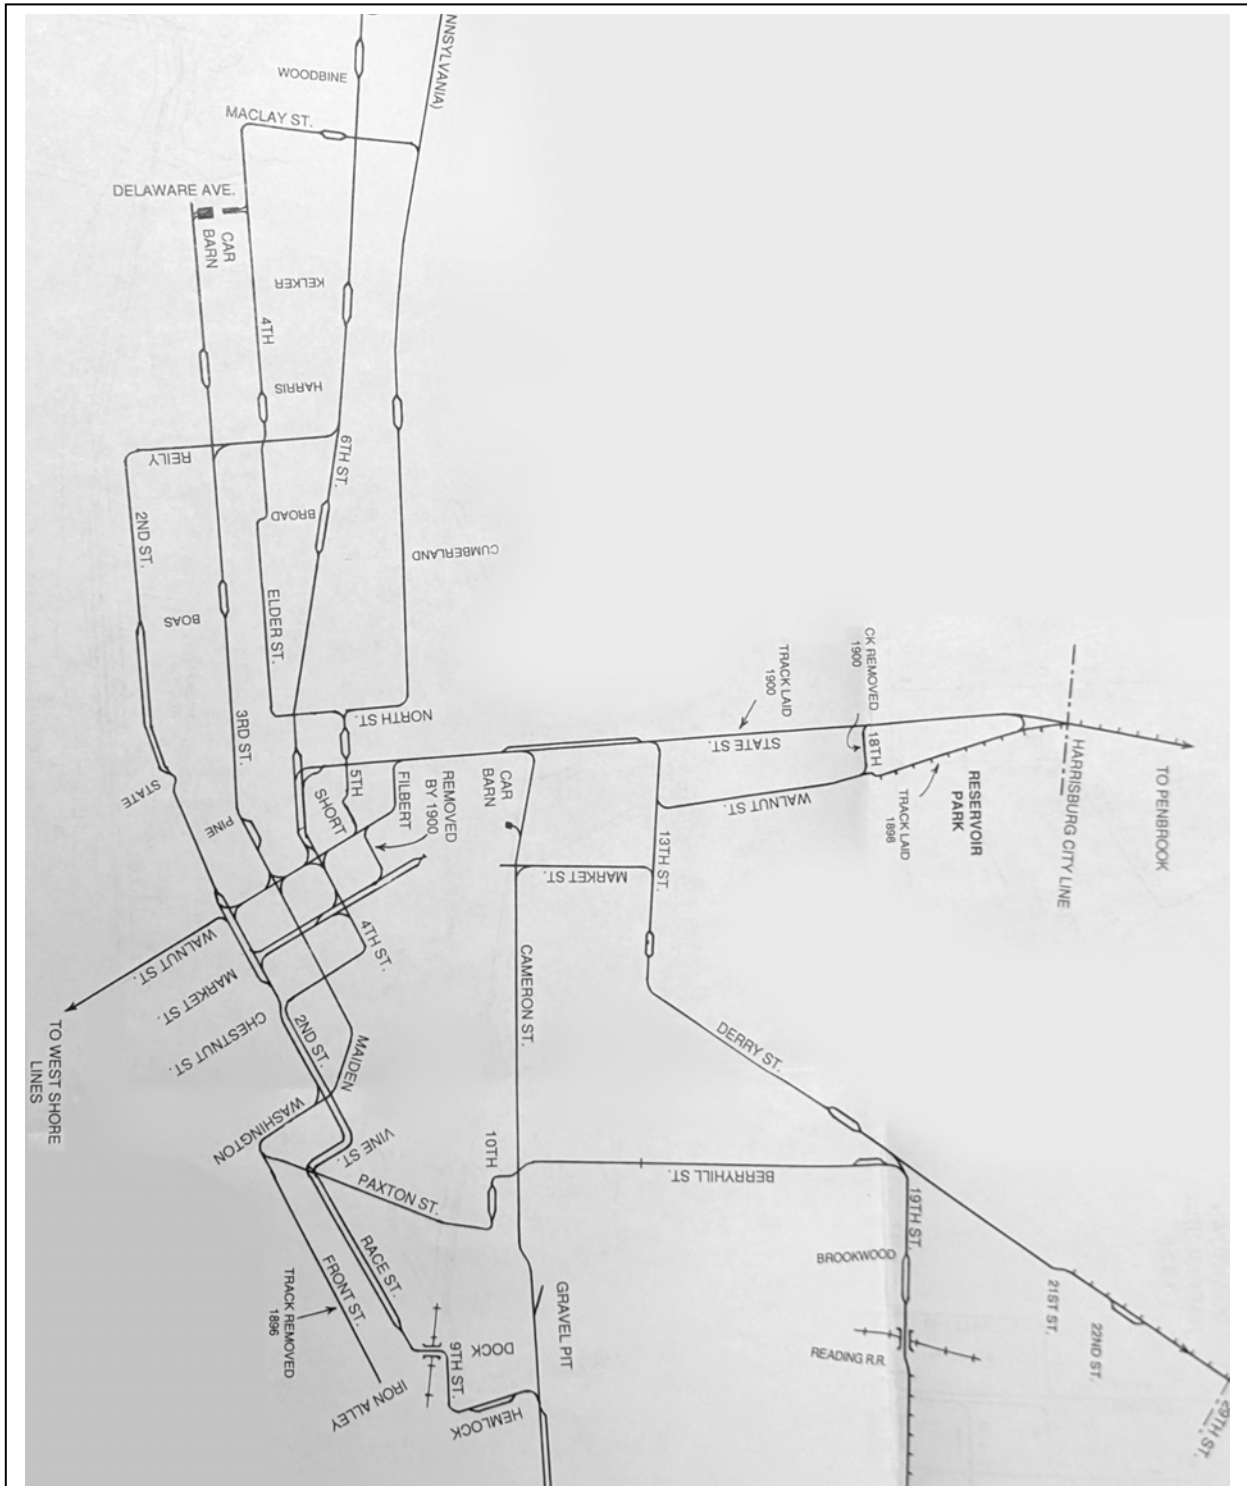 NNSYLVANIA)
WOODBINE
MACLAY ST.
DELAWARE AVE.
CAR
BARN
KELKER
4TH
HARRIS
6TH ST.
REILY
BROAD
2ND ST.
CUMBERLAND
BOAS
ELDER ST.
3RD ST.
NORTH ST.
STATE
PINE
SHORT
5TH
FILBERT
REMOVED
BY 1900
CAR
BARN
TRACK LAID
1900
STATE ST.
CK REMOVED
1900
18TH
WALNUT ST.
TRACK LAID
1898
RESERVOIR
PARK
HARRISBURG CITY LINE
TO PENBROOK
13TH ST.
MARKET ST.
4TH ST.
WALNUT ST.
MARKET ST.
CHESTNUT ST.
TO WEST SHORE
LINES
2ND ST.
MAIDEN
CAMERON ST.
DERRY ST.
WASHINGTON
VINE ST.
10TH
PAXTON ST.
BERRYHILL ST.
19TH ST.
BROOKWOOD
RACE ST.
FRONT ST.
TRACK REMOVED
1896
IRON ALLEY
DOCK
9TH ST.
HEMLOCK
GRAVEL PIT
READING R.R.
21ST ST.
22ND ST.
29TH ST.